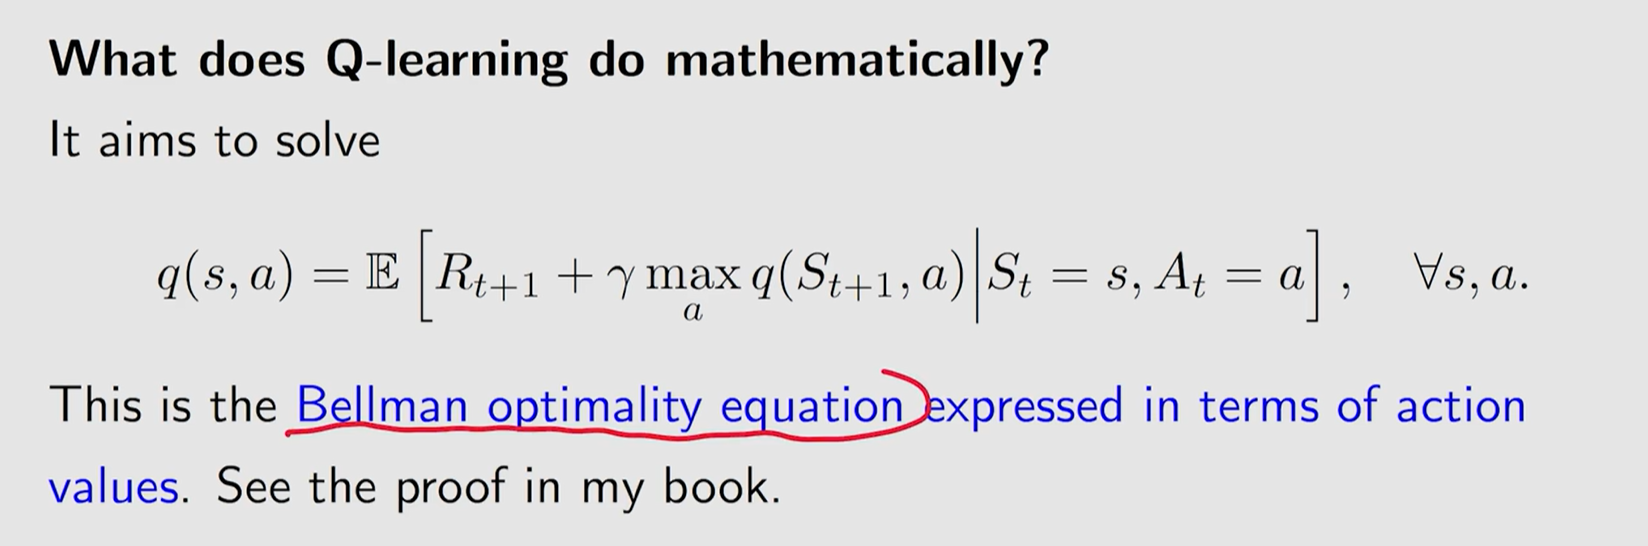 What does Q-learning do mathematically?
It aims to solve
q(s, a) = 𝔼 [R_{t+1} + γ max_a q(S_{t+1}, a) | S_t = s, A_t = a], ∀s, a.
This is the Bellman optimality equation expressed in terms of action
values. See the proof in my book.